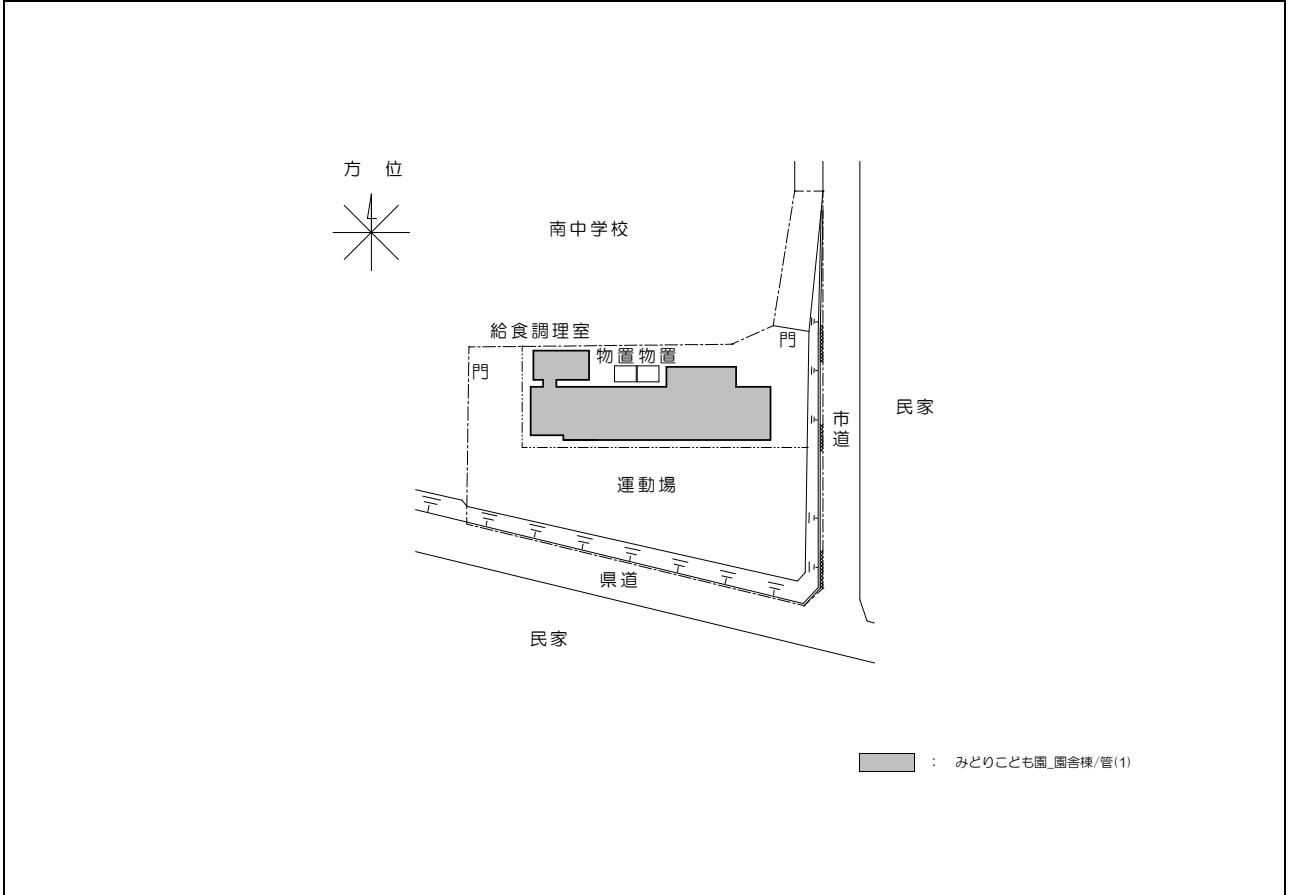 方 位
南中学校
給食調理室
門
物置物置
門
民家
市道
運動場
県道
民家
： みどりこども園_園舎棟/管(1)